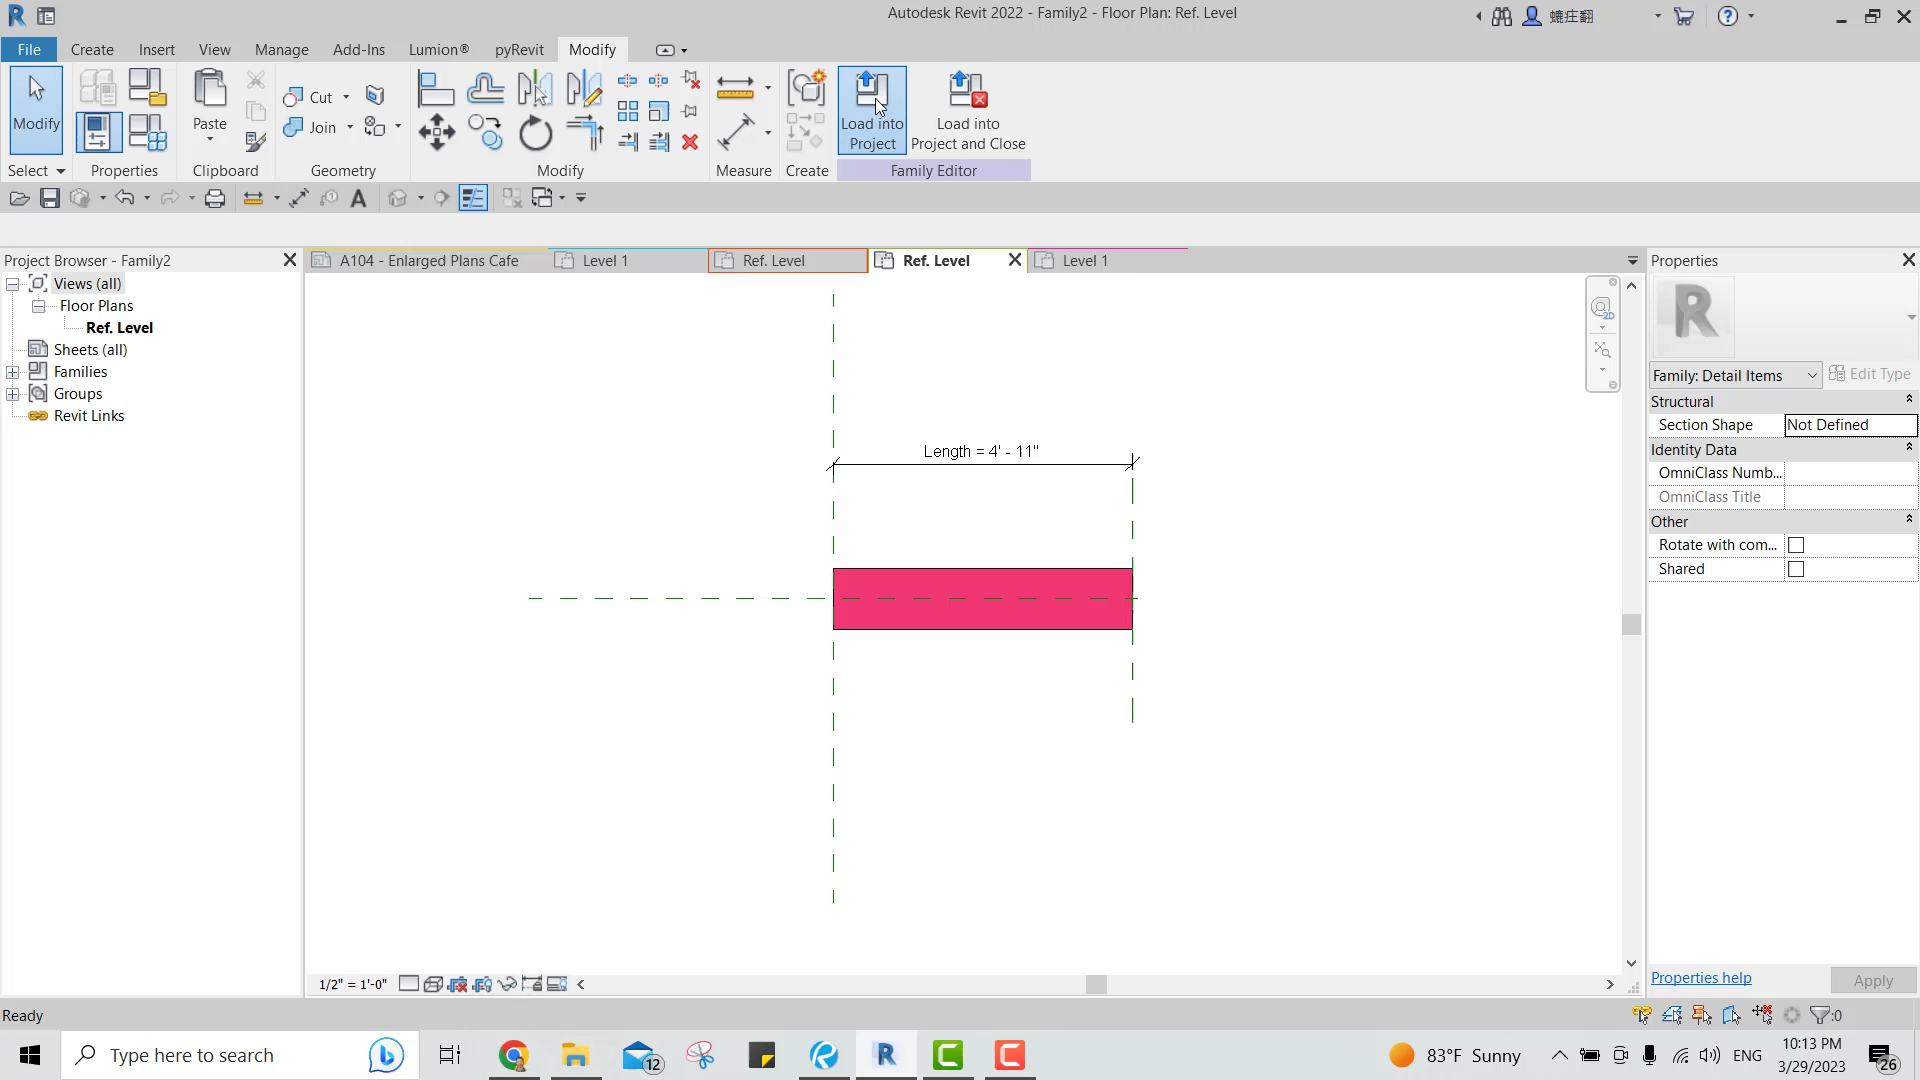 Autodesk Revit 2022 - Family2 - Floor Plan: Ref. Level
File Create Insert View Manage Add-Ins Lumion® pyRevit Modify
Modify
Paste
Cut
Join
Load into
Project
Load into
Project and Close
Select Properties Clipboard Geometry Modify Measure Create Family Editor
Project Browser - Family2
A104 - Enlarged Plans Cafe
Level 1
Ref. Level
Ref. Level
Level 1
Properties
Views (all)
Floor Plans
Ref. Level
Sheets (all)
Families
Groups
Revit Links
Length = 4' - 11"
2D
R
Family: Detail Items
Edit Type
Structural
Section Shape Not Defined
Identity Data
OmniClass Numb...
OmniClass Title
Other
Rotate with com...
Shared
Properties help
Apply
1/2" = 1'-0"
Ready
:0
Type here to search
12
83°F Sunny
ENG
10:13 PM
3/29/2023
26